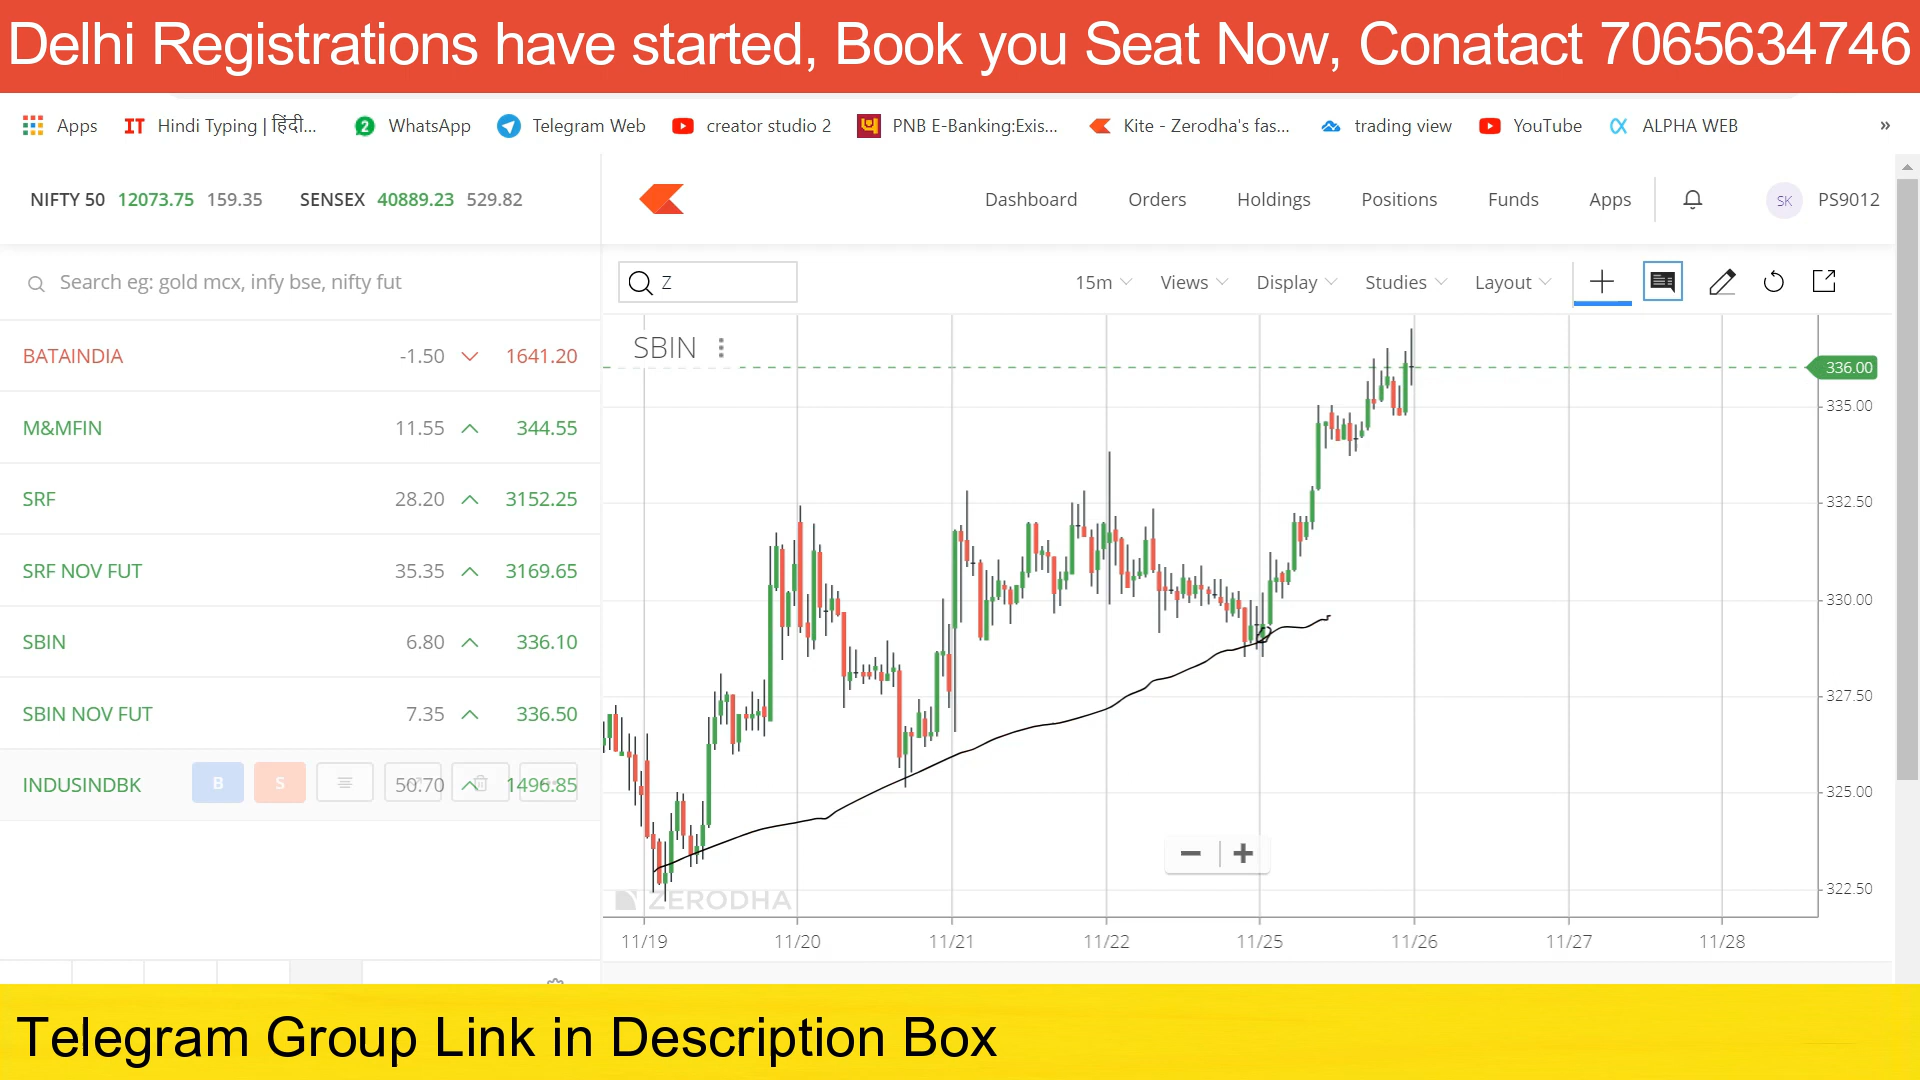 Delhi Registrations have started, Book you Seat Now, Conatact 7065634746
Apps IT Hindi Typing | हिंदी... 2 WhatsApp Telegram Web creator studio 2 PNB E-Banking:Exis... Kite - Zerodha's fas... trading view YouTube ALPHA WEB »
NIFTY 50 12073.75 159.35 SENSEX 40889.23 529.82
Dashboard Orders Holdings Positions Funds Apps SK PS9012
Search eg: gold mcx, infy bse, nifty fut
Z 15m Views Display Studies Layout
BATAINDIA -1.50 1641.20
M&MFIN 11.55 344.55
SRF 28.20 3152.25
SRF NOV FUT 35.35 3169.65
SBIN 6.80 336.10
SBIN NOV FUT 7.35 336.50
INDUSINDBK B S 50.70 1496.85
SBIN
336.00
335.00
332.50
330.00
327.50
325.00
322.50
ZERODHA
11/19 11/20 11/21 11/22 11/25 11/26 11/27 11/28
Telegram Group Link in Description Box